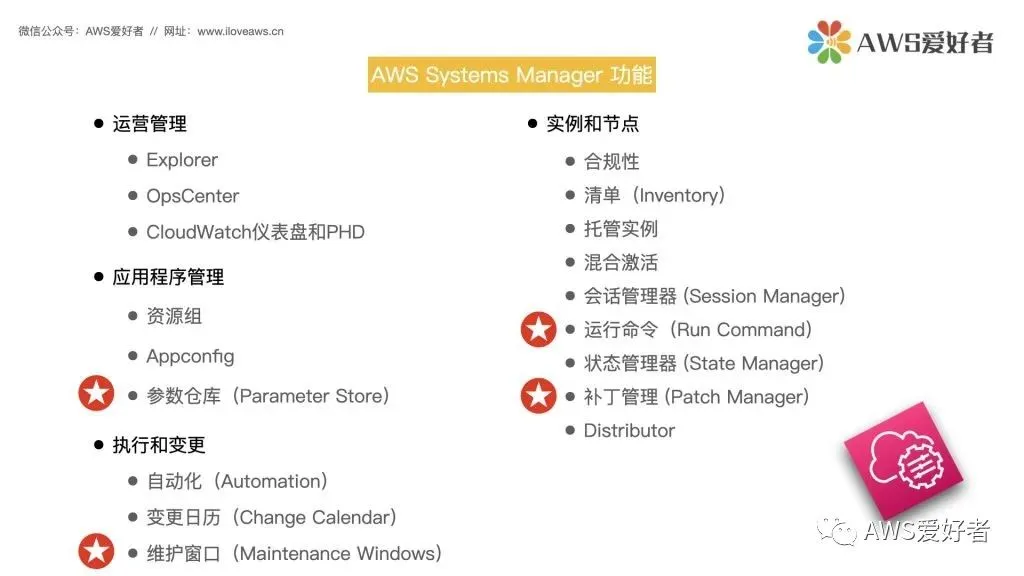 微信公众号：AWS爱好者 // 网址：www.iloveaws.cn
AWS爱好者
AWS Systems Manager 功能
运营管理
Explorer
OpsCenter
CloudWatch仪表盘和PHD
应用程序管理
资源组
Appconfig
参数仓库（Parameter Store）
执行和变更
自动化（Automation）
变更日历（Change Calendar）
维护窗口（Maintenance Windows）
实例和节点
合规性
清单（Inventory）
托管实例
混合激活
会话管理器 (Session Manager)
运行命令（Run Command）
状态管理器 (State Manager)
补丁管理 (Patch Manager)
Distributor
AWS爱好者